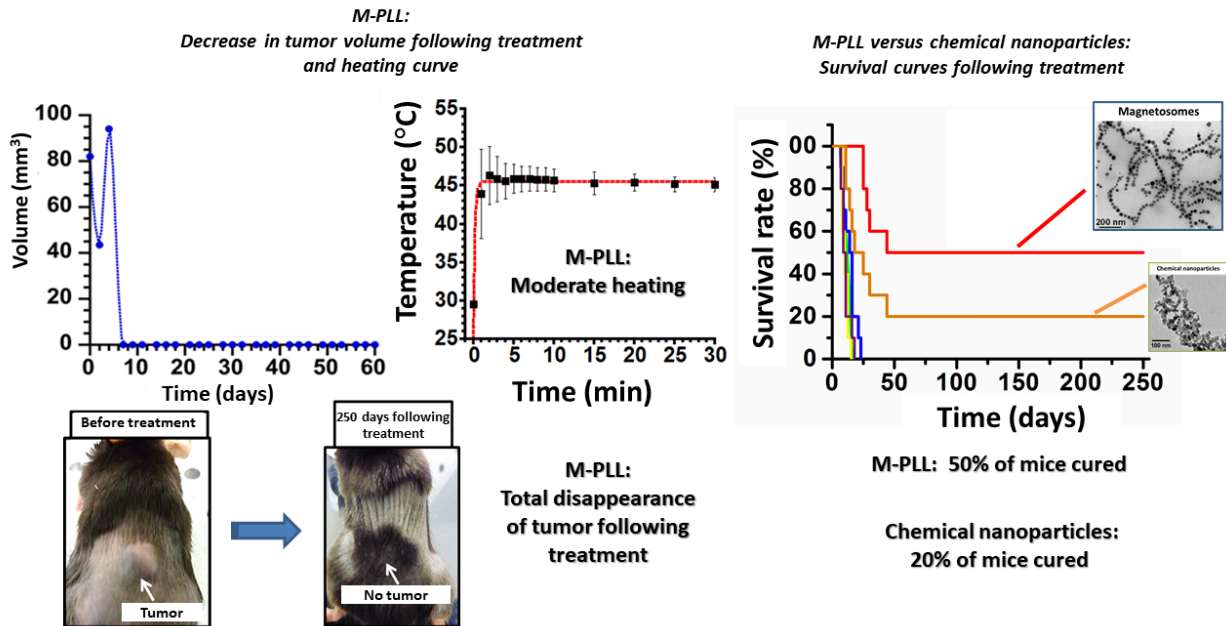 M-PLL:
Decrease in tumor volume following treatment
and heating curve
M-PLL versus chemical nanoparticles:
Survival curves following treatment
Volume (mm³)
100
80
60
40
20
0
0 10 20 30 40 50 60
Time (days)
Temperature (°C)
55
50
45
40
35
30
25
0 5 10 15 20 25 30
Time (min)
M-PLL:
Moderate heating
Survival rate (%)
00
80
60
40
20
0
0 50 100 150 200 250
Time (days)
Magnetosomes
200 nm
Chemical nanoparticles
100 nm
Before treatment
Tumor
250 days following
treatment
No tumor
M-PLL:
Total disappearance
of tumor following
treatment
M-PLL: 50% of mice cured
Chemical nanoparticles:
20% of mice cured